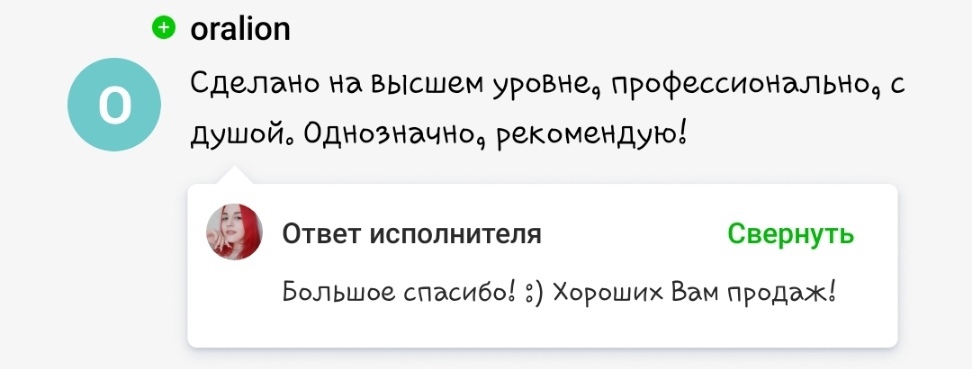 oralion
О
Сделано на высшем уровне, профессионально, с
душой. Однозначно, рекомендую!
Ответ исполнителя
Свернуть
Большое спасибо! :) Хороших Вам продаж!